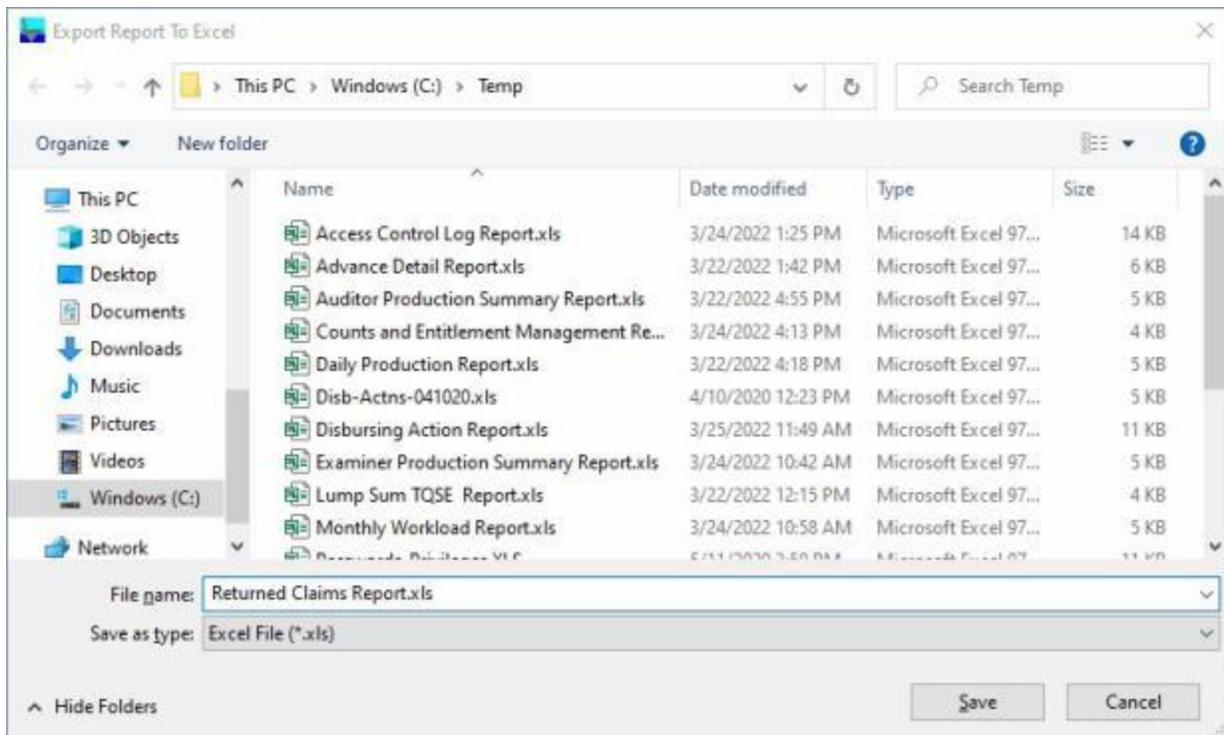 Export Report To Excel
This PC > Windows (C:) > Temp
Search Temp
Organize
New folder
?
Name Date modified Type Size
This PC
3D Objects
Desktop
Documents
Downloads
Music
Pictures
Videos
Windows (C:)
Network
Access Control Log Report.xls 3/24/2022 1:25 PM Microsoft Excel 97... 14 KB
Advance Detail Report.xls 3/22/2022 1:42 PM Microsoft Excel 97... 6 KB
Auditor Production Summary Report.xls 3/22/2022 4:55 PM Microsoft Excel 97... 5 KB
Counts and Entitlement Management Re... 3/24/2022 4:13 PM Microsoft Excel 97... 4 KB
Daily Production Report.xls 3/22/2022 4:18 PM Microsoft Excel 97... 5 KB
Disb-Actns-041020.xls 4/10/2020 12:23 PM Microsoft Excel 97... 5 KB
Disbursing Action Report.xls 3/25/2022 11:49 AM Microsoft Excel 97... 11 KB
Examiner Production Summary Report.xls 3/24/2022 10:42 AM Microsoft Excel 97... 5 KB
Lump Sum TQSE Report.xls 3/22/2022 12:15 PM Microsoft Excel 97... 4 KB
Monthly Workload Report.xls 3/24/2022 10:58 AM Microsoft Excel 97... 5 KB
File name: Returned Claims Report.xls
Save as type: Excel File (*.xls)
Hide Folders
Save
Cancel